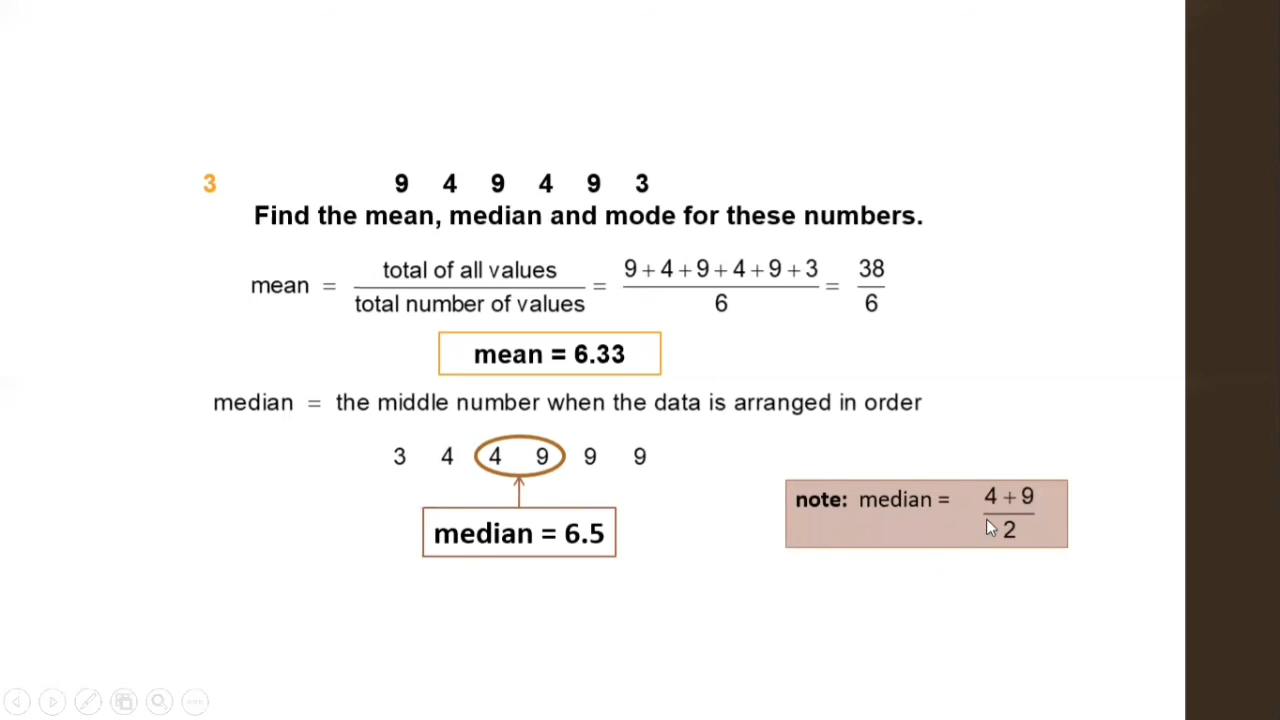 3 9 4 9 4 9 3
Find the mean, median and mode for these numbers.
mean = total of all values / total number of values = 9 + 4 + 9 + 4 + 9 + 3 / 6 = 38 / 6
mean = 6.33
median = the middle number when the data is arranged in order
3 4 4 9 9 9
note: median = 4 + 9 / 2
median = 6.5